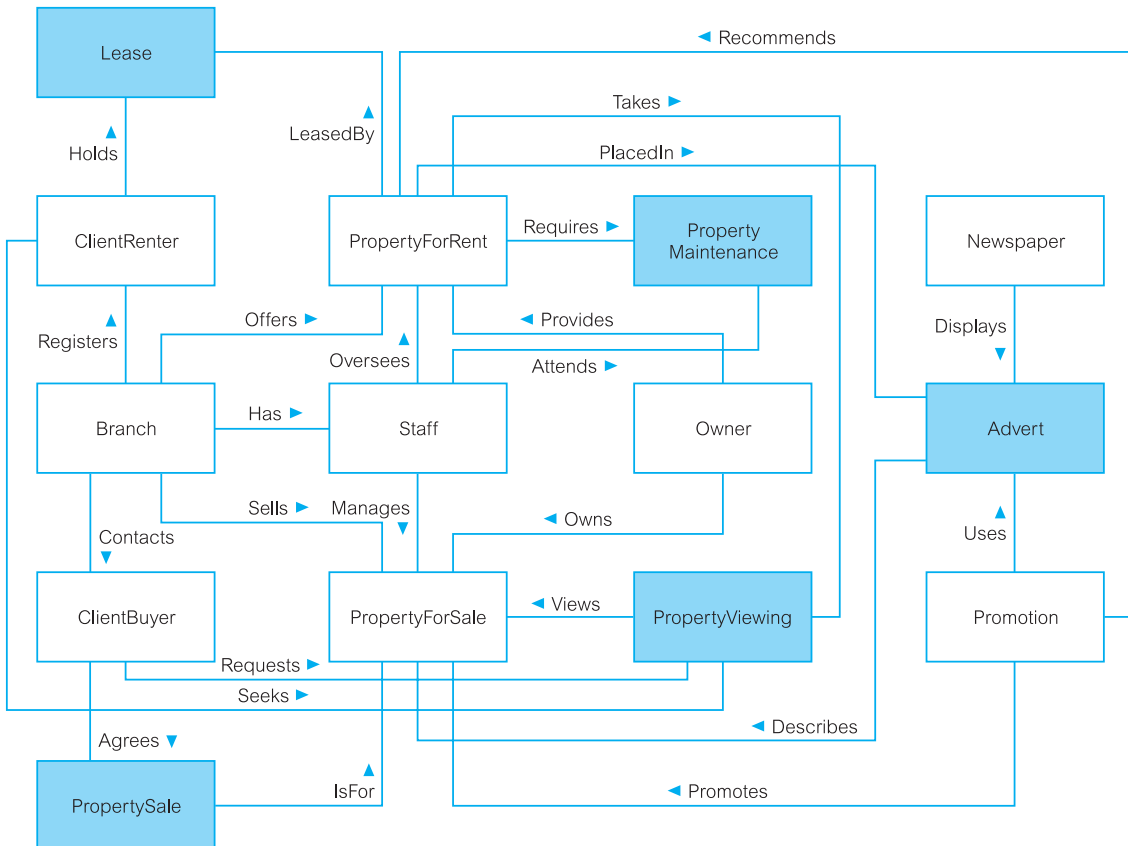 Recommends
Lease
Takes
LeasedBy
Holds
PlacedIn
ClientRenter
PropertyForRent
Requires
Property
Maintenance
Newspaper
Offers
Provides
Displays
Registers
Oversees
Attends
Branch
Has
Staff
Owner
Advert
Sells
Manages
Owns
Contacts
Uses
ClientBuyer
PropertyForSale
Views
PropertyViewing
Promotion
Requests
Seeks
Describes
Agrees
PropertySale
IsFor
Promotes